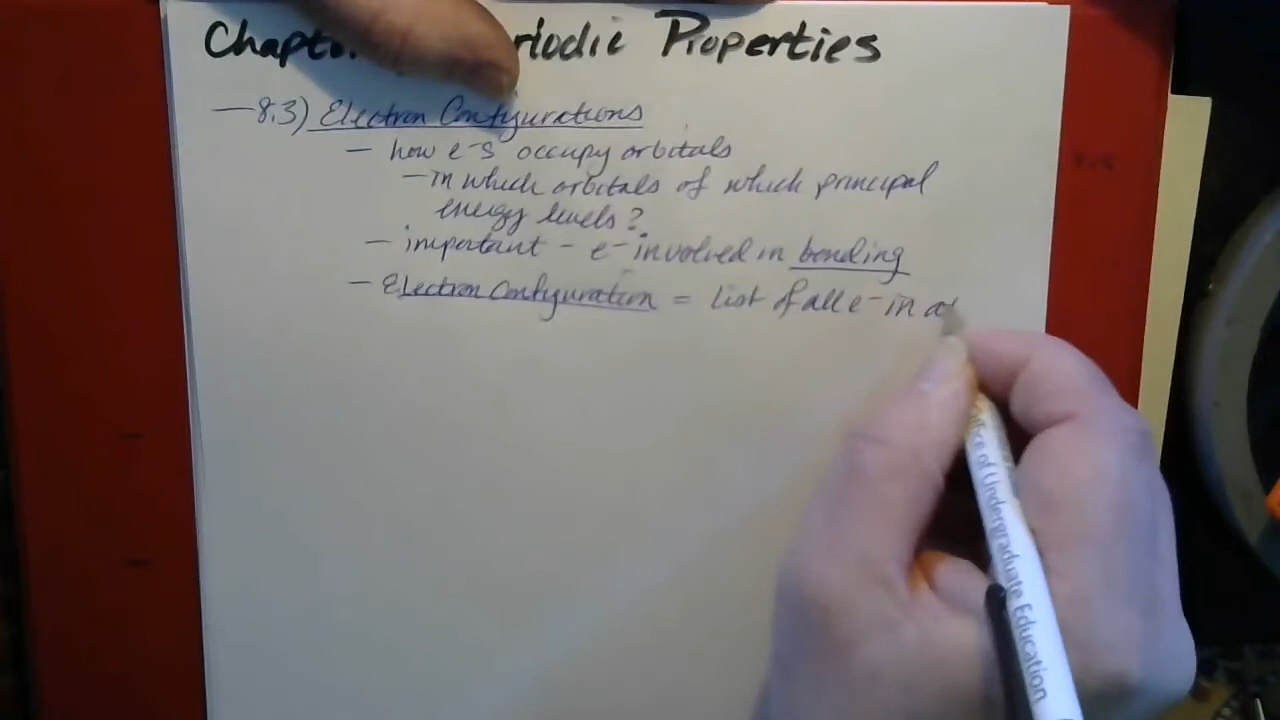 Chapt riodic Properties
— 8.3) Electron Configurations
— how e-s occupy orbitals
— in which orbitals of which principal
energy levels?
— important – e- involved in bonding
— Electron Configuration = list of all e- in a
Office of Undergraduate Education